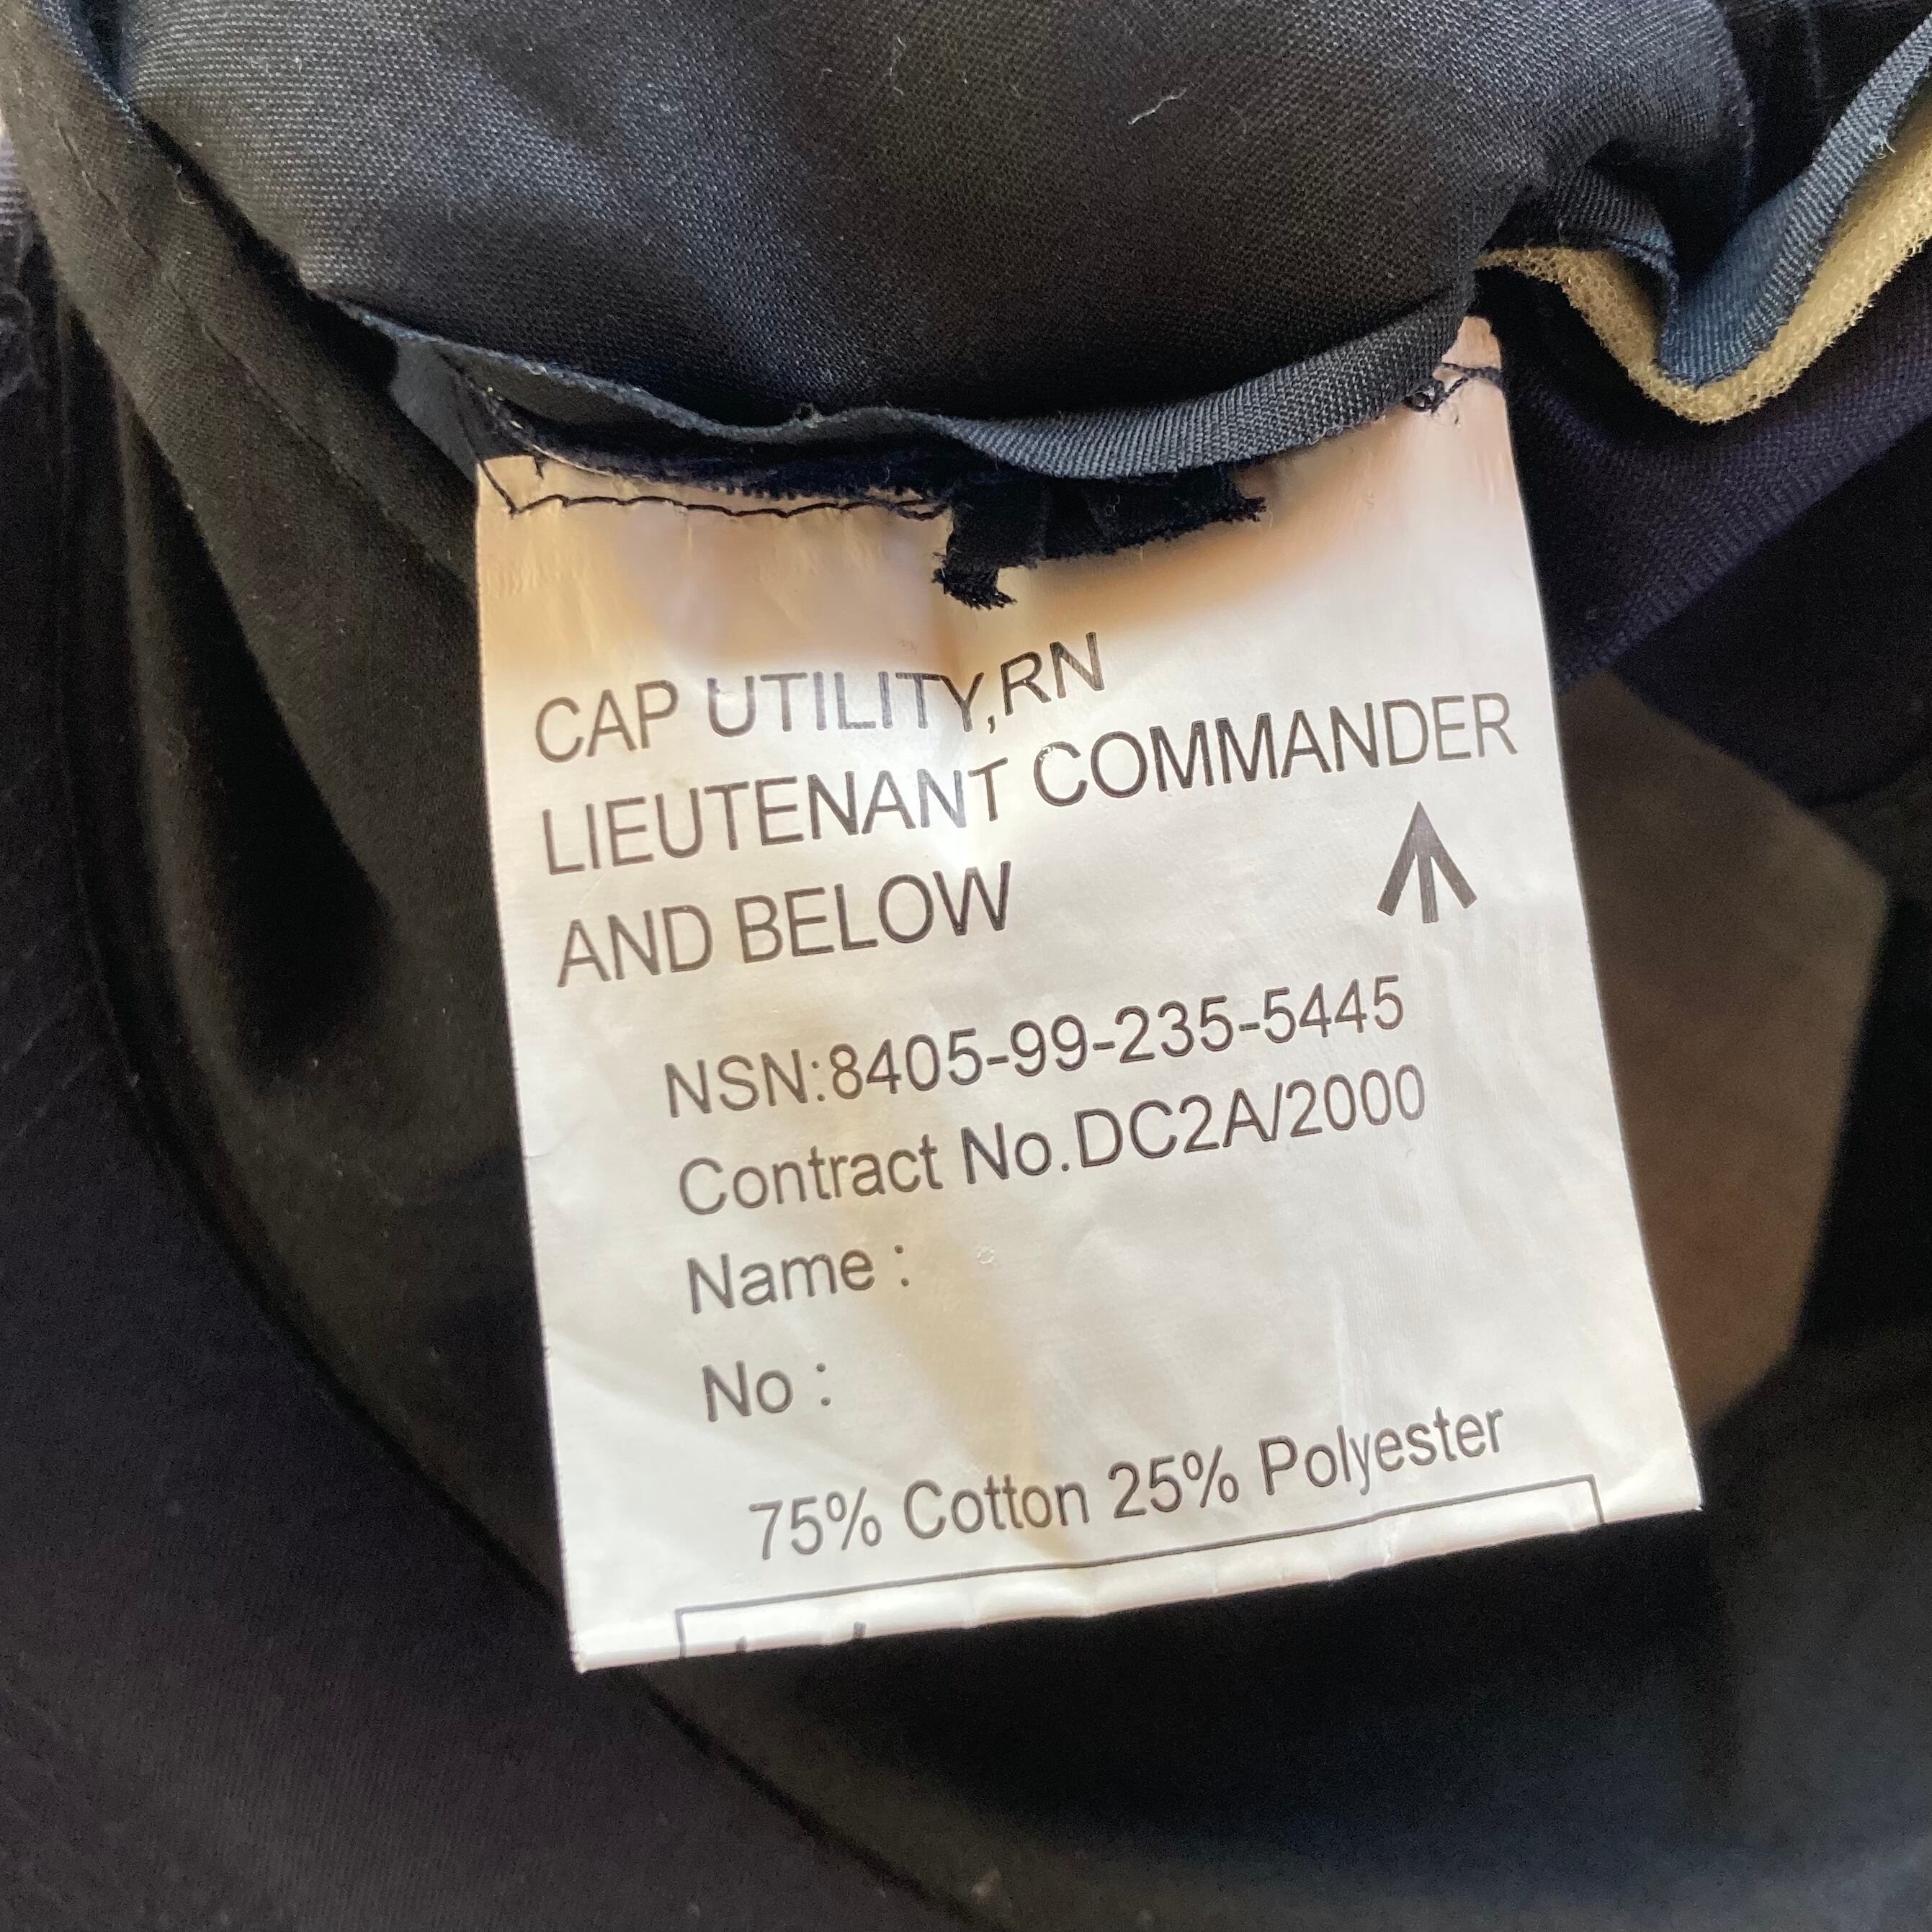 CAP UTILITY,RN
LIEUTENANT COMMANDER
AND BELOW
NSN:8405-99-235-5445
Contract No.DC2A/2000
Name :
No :
75% Cotton 25% Polyester